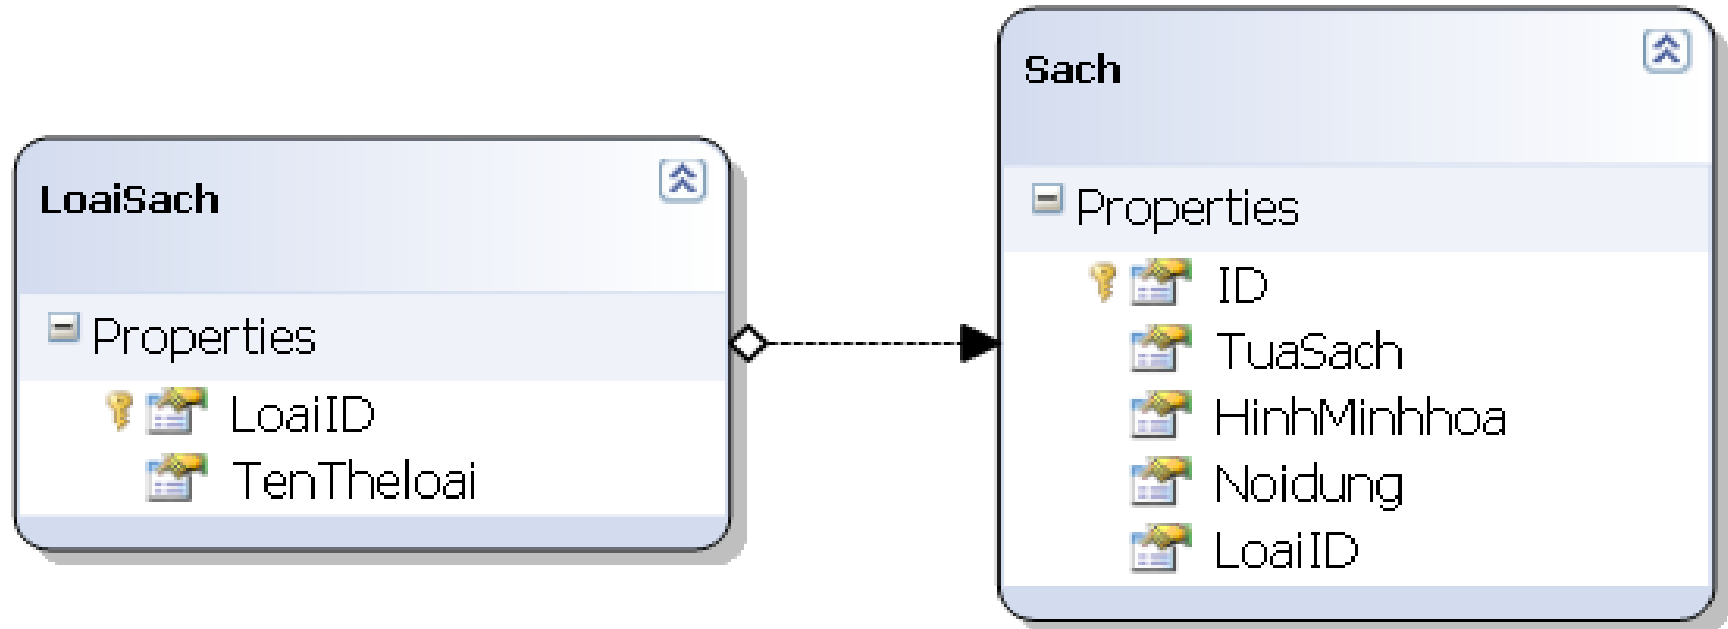 LoaiSach
Properties
LoaiID
TenTheloai
Sach
Properties
ID
TuaSach
HinhMinhhoa
Noidung
LoaiID